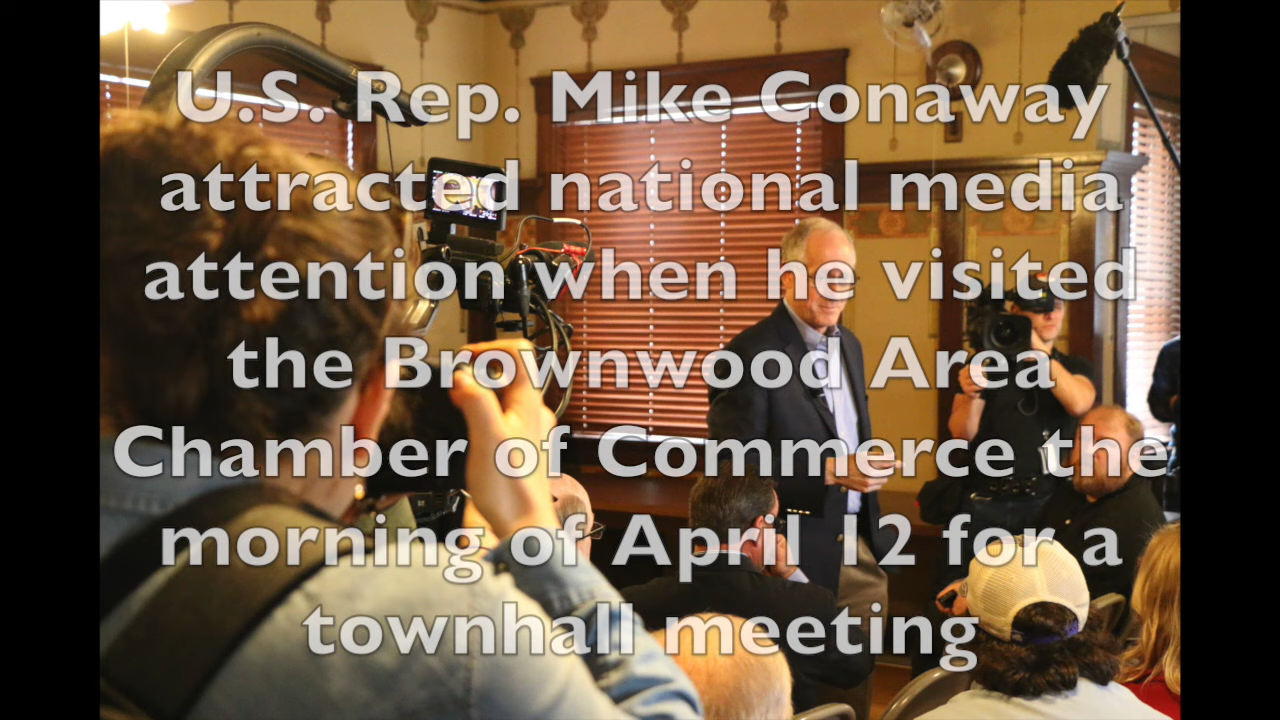 U.S. Rep. Mike Conaway
attracted national media
attention when he visited
the Brownwood Area
Chamber of Commerce the
morning of April 12 for a
townhall meeting